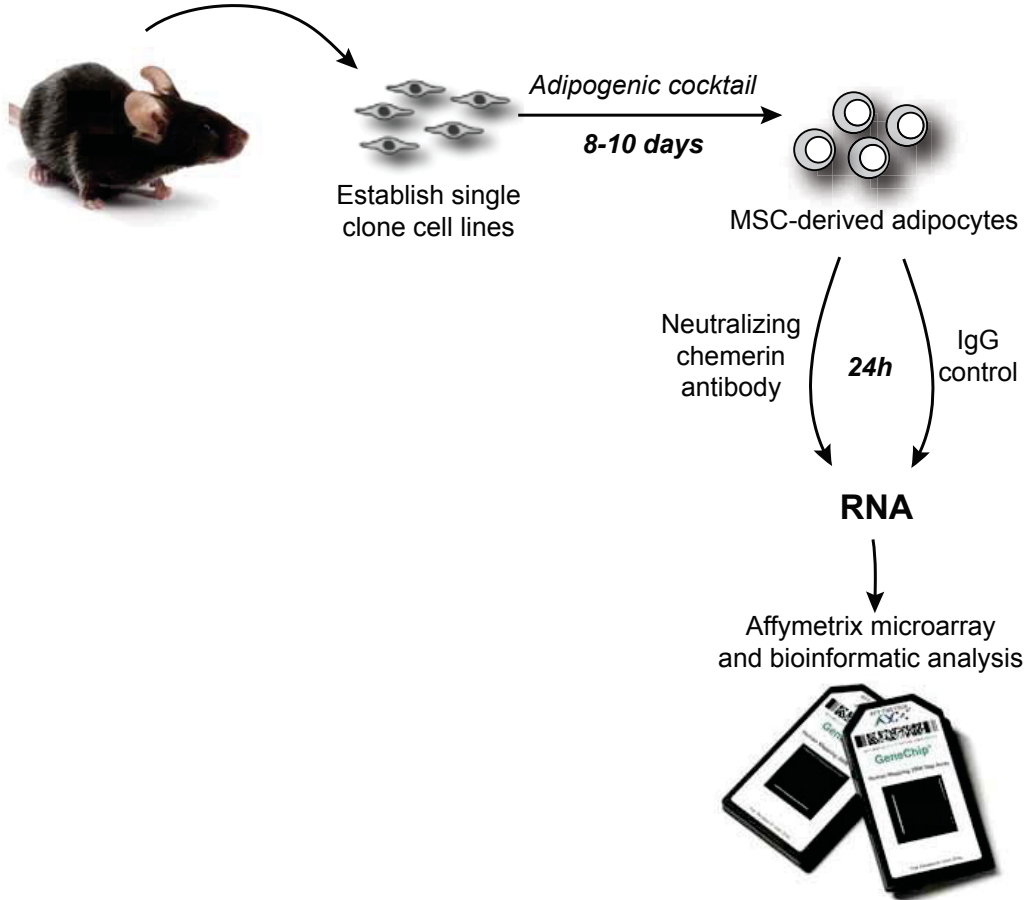 Adipogenic cocktail
8-10 days
Establish single
clone cell lines
MSC-derived adipocytes
Neutralizing
chemerin
antibody
24h
IgG
control
RNA
Affymetrix microarray
and bioinformatic analysis
GeneChip